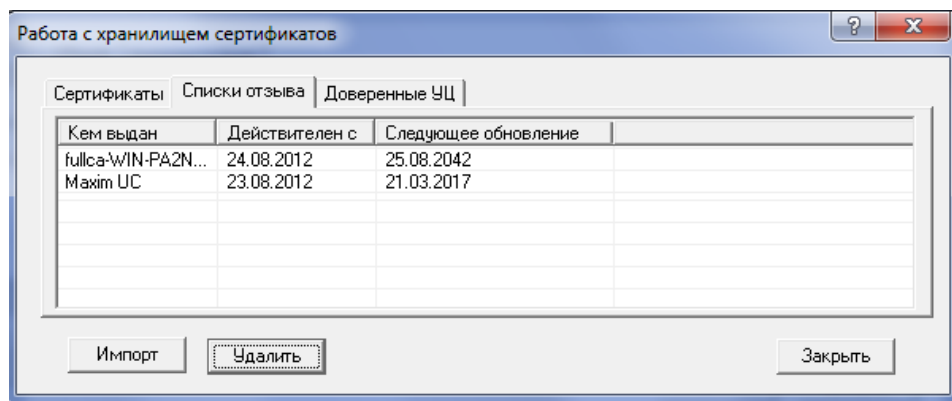 Работа с хранилищем сертификатов
Сертификаты Списки отзыва Доверенные УЦ
Кем выдан Действителен с Следующее обновление
fullca-WIN-PA2N... 24.08.2012 25.08.2042
Maxim UC 23.08.2012 21.03.2017
Импорт Удалить Закрыть